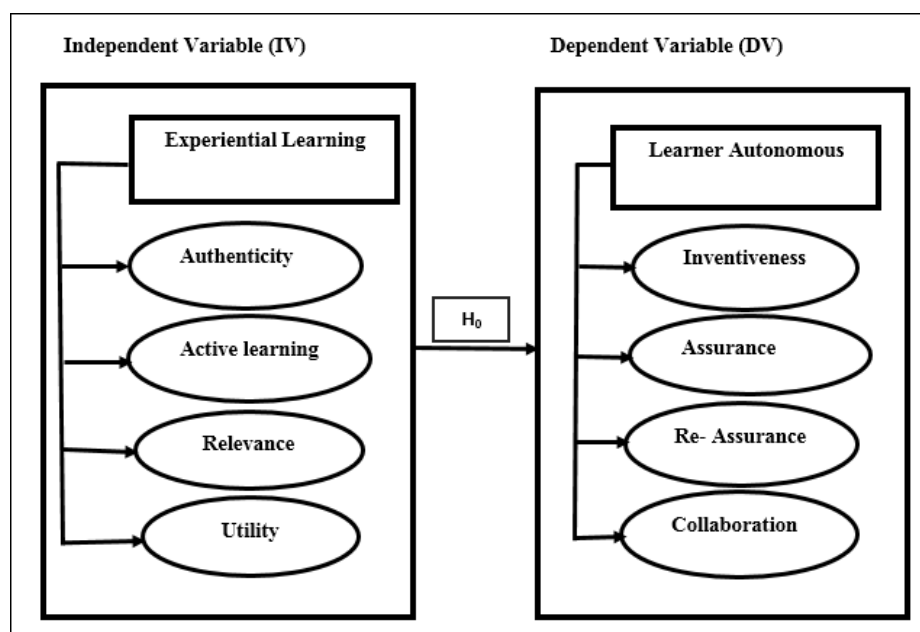 Independent Variable (IV)
Dependent Variable (DV)
Experiential Learning
Authenticity
Active learning
Relevance
Utility
H₀
Learner Autonomous
Inventiveness
Assurance
Re- Assurance
Collaboration